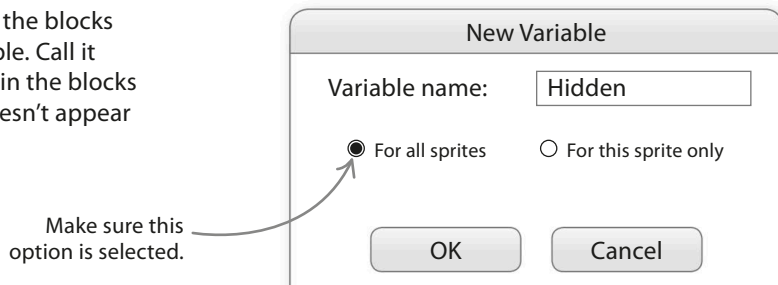 the blocks
ble. Call it
in the blocks
esn't appear
New Variable
Variable name: Hidden
For all sprites For this sprite only
Make sure this
option is selected.
OK Cancel